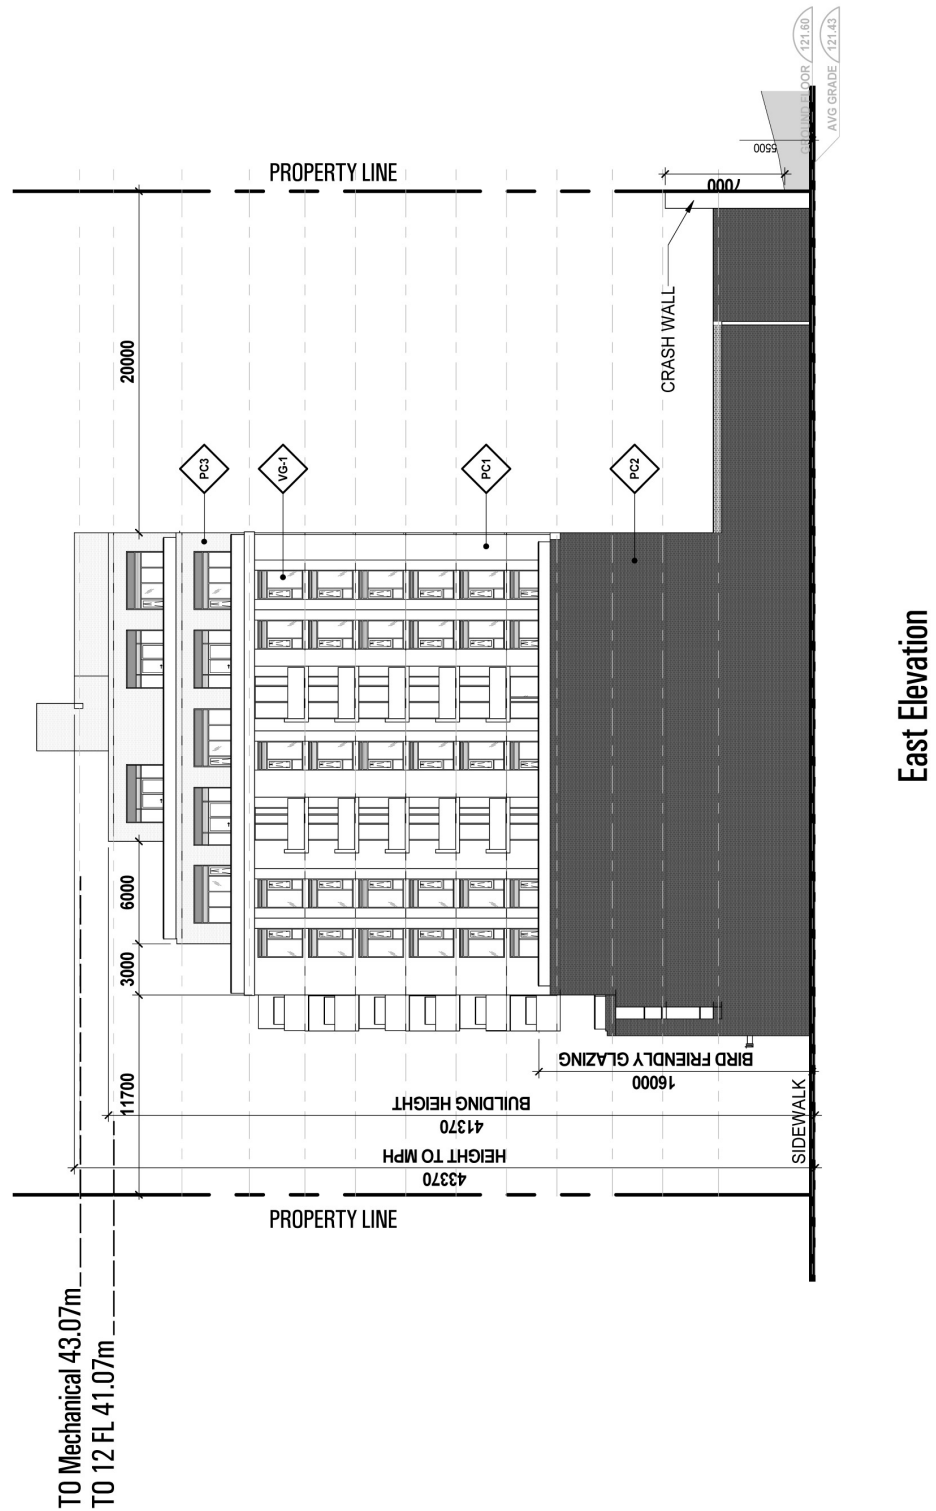 TO Mechanical 43.07m
TO 12 FL 41.07m
PROPERTY LINE
PROPERTY LINE
43370
HEIGHT TO MPH
41370
BUILDING HEIGHT
16000
BIRD FRIENDLY GLAZING
11700
3000
6000
20000
PC3
VG-1
PC1
PC2
CRASH WALL
7000
5500
SIDEWALK
GROUND FLOOR 121.60
AVG GRADE 121.43
East Elevation